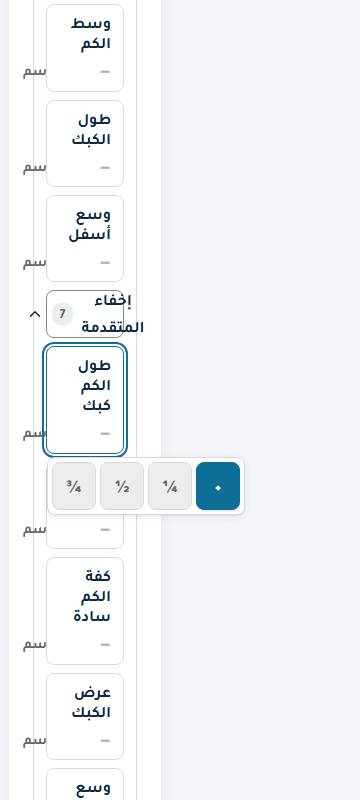 وسط
الكم
—
سم
طول
الكبك
—
سم
وسع
أسفل
—
سم
إخفاء
المتقدمة
7
طول
الكم
كبك
—
سم
٠
¼
½
¾
—
سم
كفة
الكم
سادة
—
سم
عرض
الكبك
—
سم
وسع